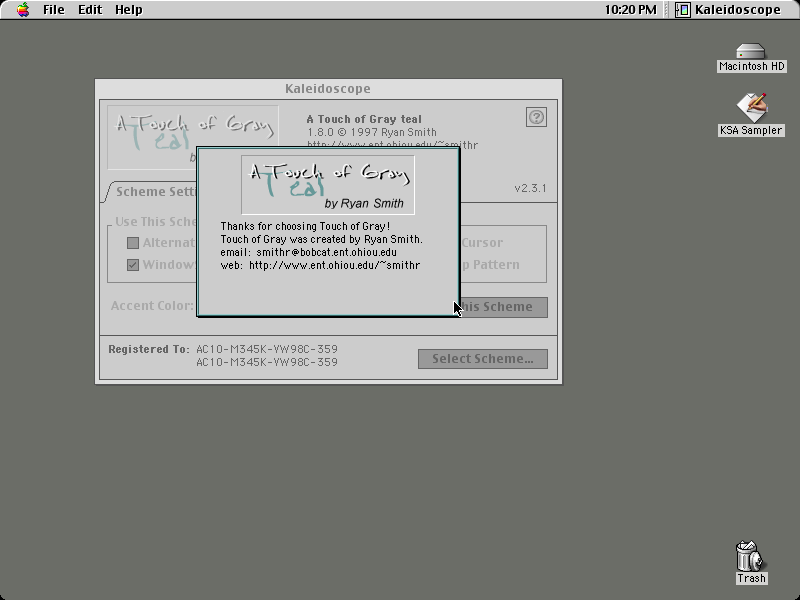 File Edit Help
10:20 PM Kaleidoscope
Macintosh HD
KSA Sampler
Trash
Kaleidoscope
A Touch of Gray
Teal
A Touch of Gray teal
1.8.0 © 1997 Ryan Smith
http://www.ent.ohiou.edu/~smithr
v2.3.1
Scheme Setti
Use This Sche
Alternat
Window
Cursor
p Pattern
Accent Color:
his Scheme
Registered To: AC10-M345K-VW98C-359
AC10-M345K-VW98C-359
Select Scheme...
A Touch of Gray
Teal
by Ryan Smith
Thanks for choosing Touch of Gray!
Touch of Gray was created by Ryan Smith.
email: smithr@bobcat.ent.ohiou.edu
web: http://www.ent.ohiou.edu/~smithr